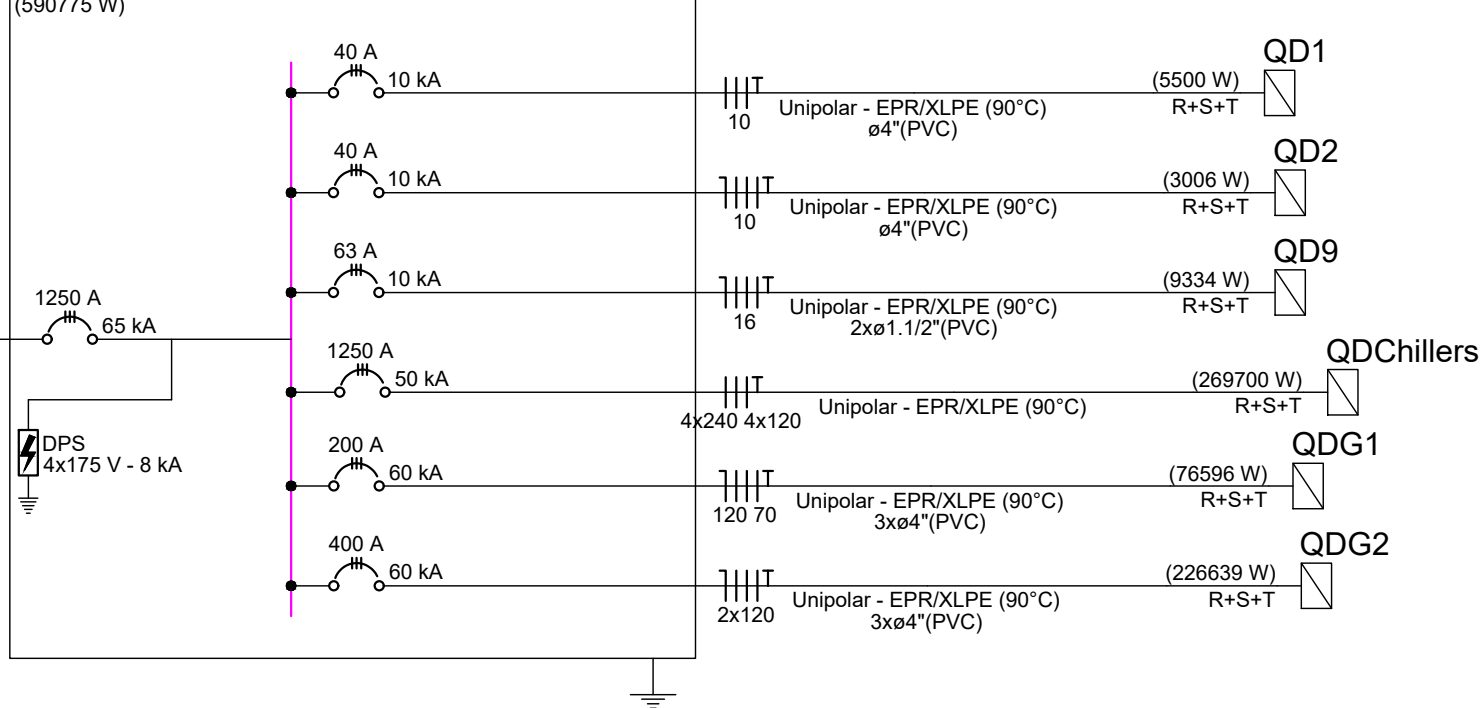 (590775 W)
40 A
10 kA
10
Unipolar - EPR/XLPE (90°C)
ø4"(PVC)
(5500 W)
R+S+T
QD1
40 A
10 kA
10
Unipolar - EPR/XLPE (90°C)
ø4"(PVC)
(3006 W)
R+S+T
QD2
63 A
10 kA
16
Unipolar - EPR/XLPE (90°C)
2xø1.1/2"(PVC)
(9334 W)
R+S+T
QD9
1250 A
65 kA
DPS
4x175 V - 8 kA
1250 A
50 kA
4x240 4x120
Unipolar - EPR/XLPE (90°C)
(269700 W)
R+S+T
QDChillers
200 A
60 kA
120 70
Unipolar - EPR/XLPE (90°C)
3xø4"(PVC)
(76596 W)
R+S+T
QDG1
400 A
60 kA
2x120
Unipolar - EPR/XLPE (90°C)
3xø4"(PVC)
(226639 W)
R+S+T
QDG2